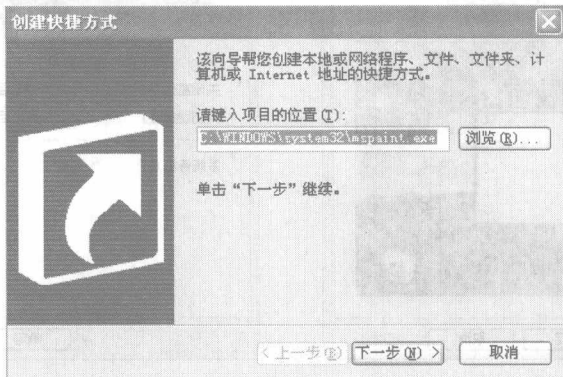 创建快捷方式
该向导帮您创建本地或网络程序、文件、文件夹、计
算机或 Internet 地址的快捷方式。
请键入项目的位置(T):
C:\WINDOWS\system32\mspaint.exe
浏览(R)...
单击“下一步”继续。
< 上一步(B)
下一步(N) >
取消